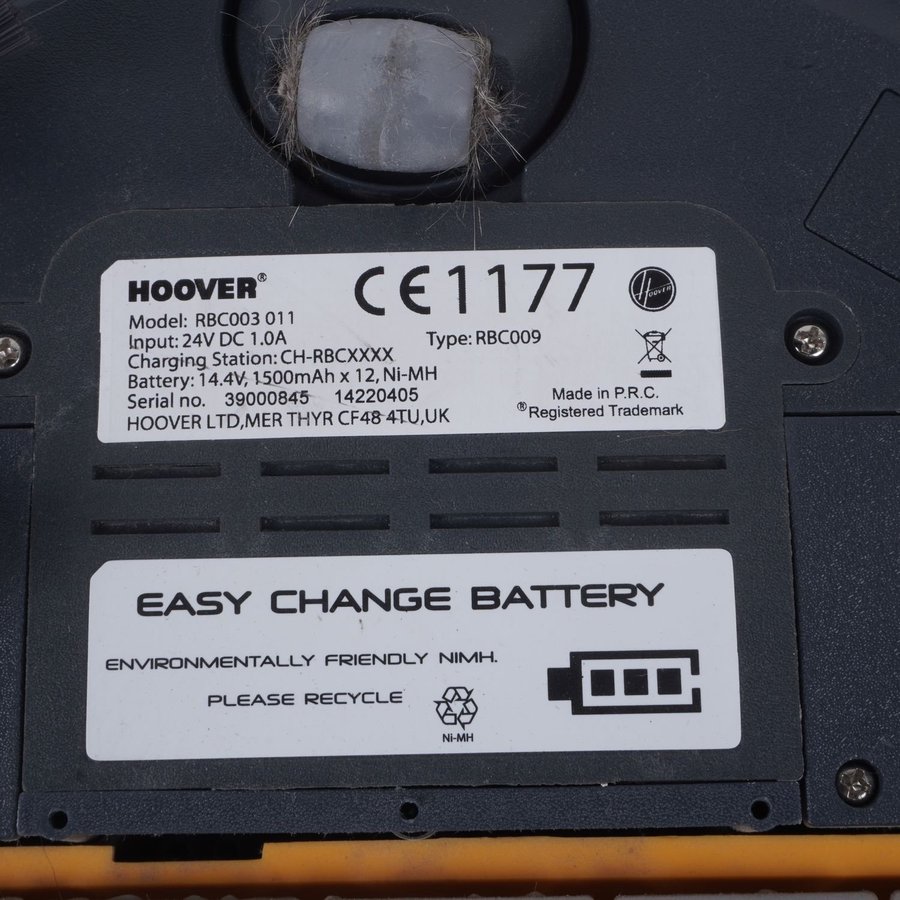 HOOVER®
CE1177
HOOVER
Model: RBC003 011
Input: 24V DC 1.0A
Type: RBC009
Charging Station: CH-RBCXXXX
Battery: 14.4V, 1500mAh x 12, Ni-MH
Serial no. 39000845 14220405
HOOVER LTD,MER THYR CF48 4TU,UK
Made in P.R.C.
®Registered Trademark
EASY CHANGE BATTERY
ENVIRONMENTALLY FRIENDLY NIMH.
PLEASE RECYCLE
Ni-MH